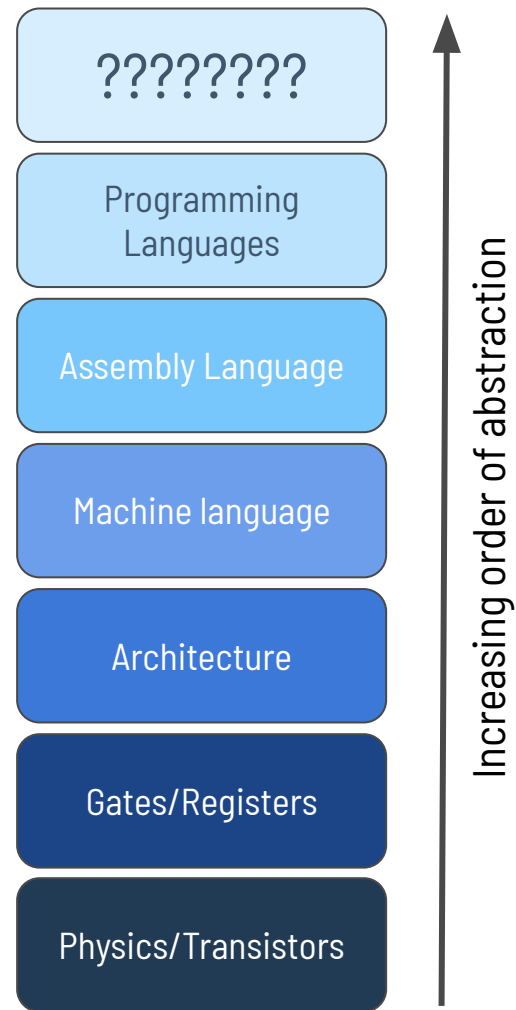 ????????
Programming
Languages
Assembly Language
Machine language
Architecture
Gates/Registers
Physics/Transistors
Increasing order of abstraction